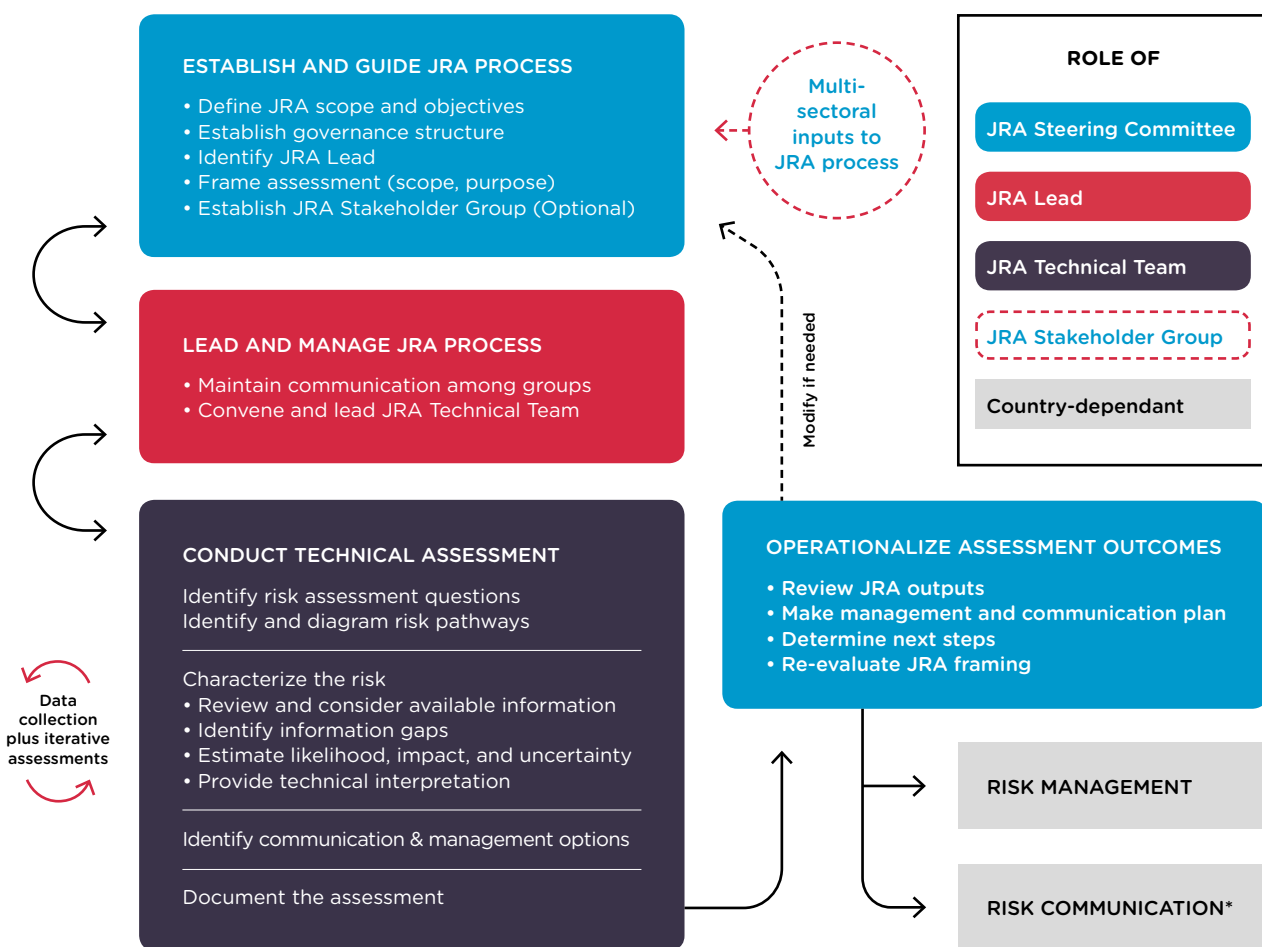 ESTABLISH AND GUIDE JRA PROCESS
• Define JRA scope and objectives
• Establish governance structure
• Identify JRA Lead
• Frame assessment (scope, purpose)
• Establish JRA Stakeholder Group (Optional)
Multi-
sectoral
inputs to
JRA process
ROLE OF
JRA Steering Committee
JRA Lead
JRA Technical Team
JRA Stakeholder Group
Country-dependant
LEAD AND MANAGE JRA PROCESS
• Maintain communication among groups
• Convene and lead JRA Technical Team
Modify if needed
CONDUCT TECHNICAL ASSESSMENT
Identify risk assessment questions
Identify and diagram risk pathways
Characterize the risk
• Review and consider available information
• Identify information gaps
• Estimate likelihood, impact, and uncertainty
• Provide technical interpretation
Identify communication & management options
Document the assessment
Data
collection
plus iterative
assessments
OPERATIONALIZE ASSESSMENT OUTCOMES
• Review JRA outputs
• Make management and communication plan
• Determine next steps
• Re-evaluate JRA framing
RISK MANAGEMENT
RISK COMMUNICATION*